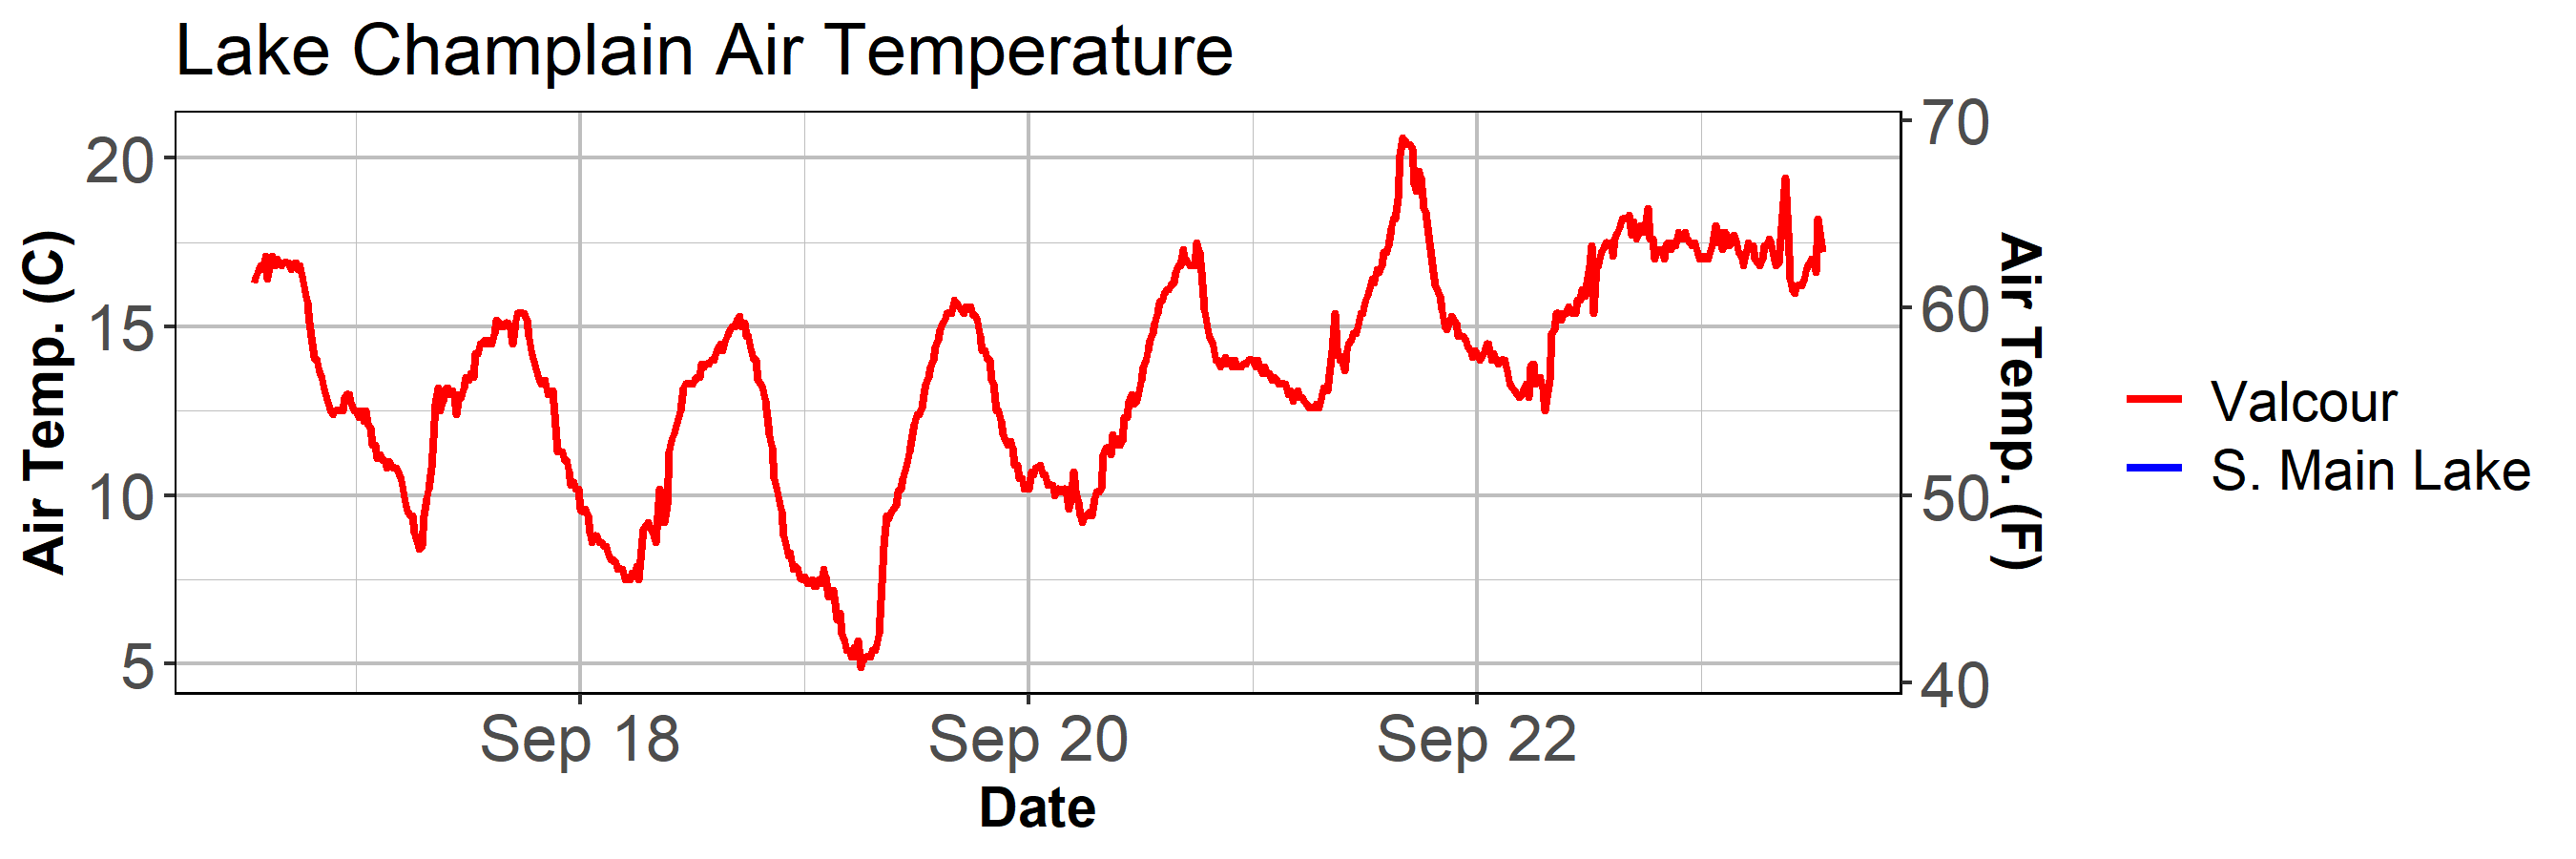 Lake Champlain Air Temperature
Air Temp. (C)
20
15
10
5
70
60
50
40
Air Temp. (F)
Sep 18
Sep 20
Sep 22
Date
Valcour
S. Main Lake